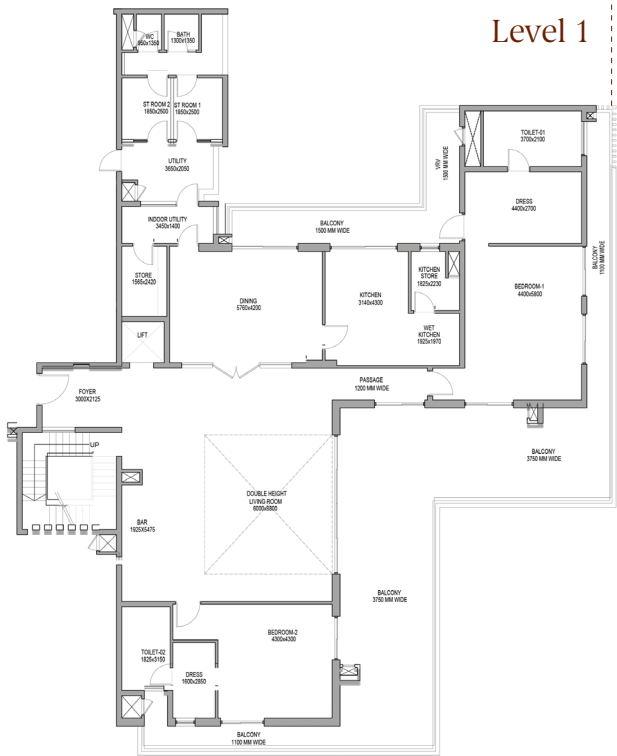 Level 1
WC
950x1350
BATH
1300x1350
ST ROOM 2
1850x2500
ST ROOM 1
1850x2500
UTILITY
3650x2050
INDOOR UTILITY
3450x1400
STORE
1565x2420
LIFT
BALCONY
1500 MM WIDE
VRV
1500 MM WIDE
TOILET-01
3700x2100
DRESS
4400x2700
BALCONY
1100 MM WIDE
BEDROOM-1
4400x5800
DINING
5760x4200
KITCHEN
3140x4300
KITCHEN
STORE
1825x2230
WET
KITCHEN
1925x1970
PASSAGE
1200 MM WIDE
FOYER
3000X2125
UP
BALCONY
3750 MM WIDE
DOUBLE HEIGHT
LIVING ROOM
6000x8800
BAR
1925X5475
BALCONY
3750 MM WIDE
BEDROOM-2
4300x4300
TOILET-02
1825x3150
DRESS
1600x2850
BALCONY
1100 MM WIDE